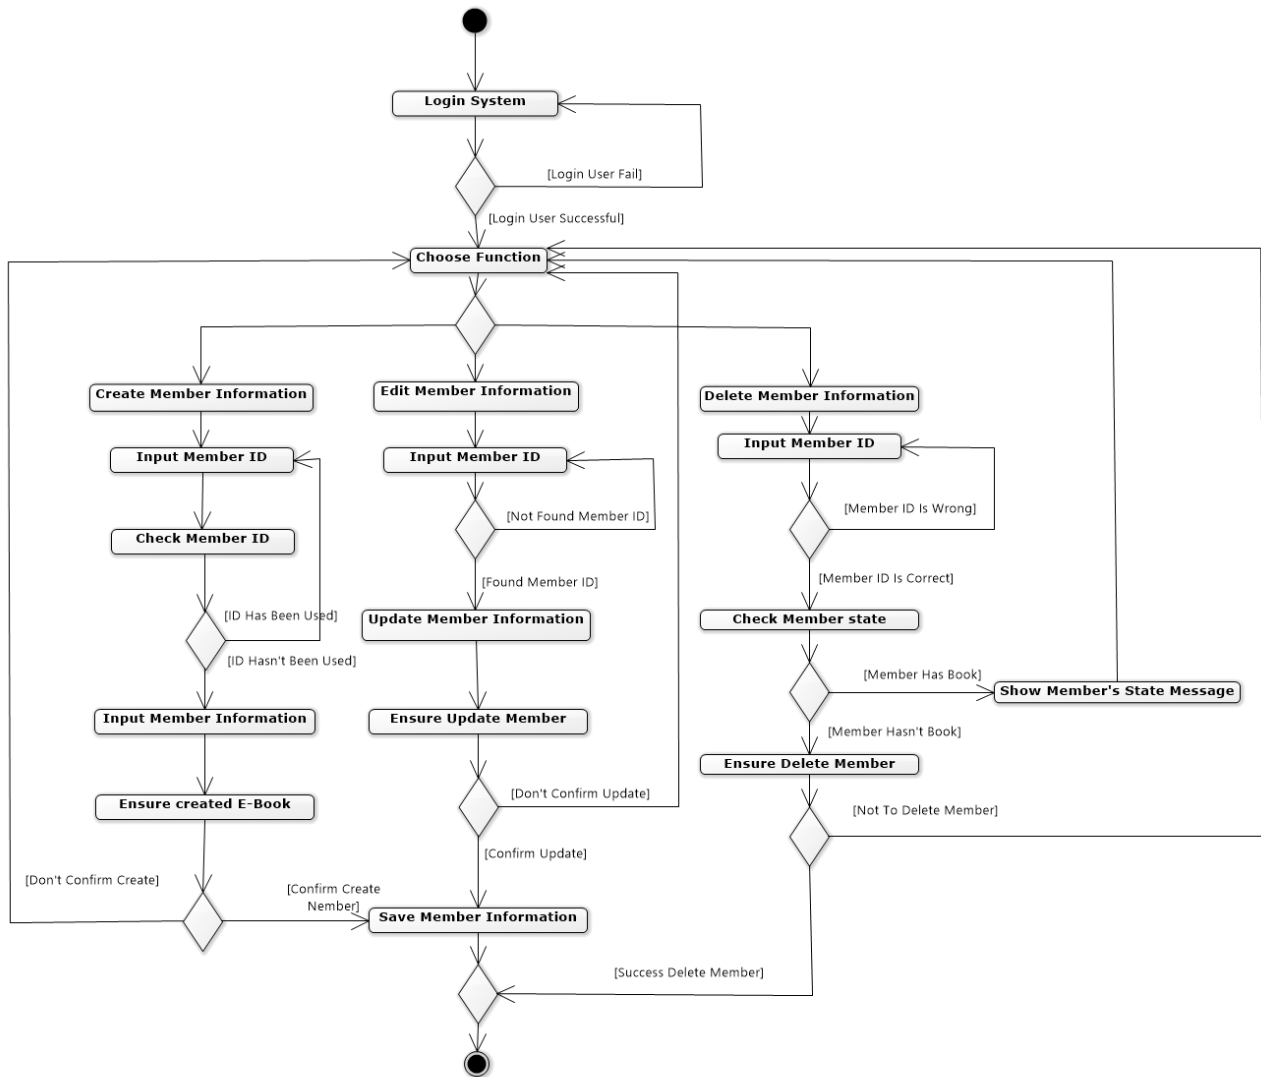 Login System
[Login User Fail]
[Login User Successful]
Choose Function
Create Member Information
Edit Member Information
Delete Member Information
Input Member ID
Input Member ID
Input Member ID
[Not Found Member ID]
[Member ID Is Wrong]
Check Member ID
[Found Member ID]
[Member ID Is Correct]
[ID Has Been Used]
Update Member Information
Check Member state
[ID Hasn't Been Used]
[Member Has Book]
Show Member's State Message
Input Member Information
Ensure Update Member
[Member Hasn't Book]
Ensure Delete Member
Ensure created E-Book
[Don't Confirm Update]
[Not To Delete Member]
[Confirm Update]
[Don't Confirm Create]
[Confirm Create
Nember]
Save Member Information
[Success Delete Member]